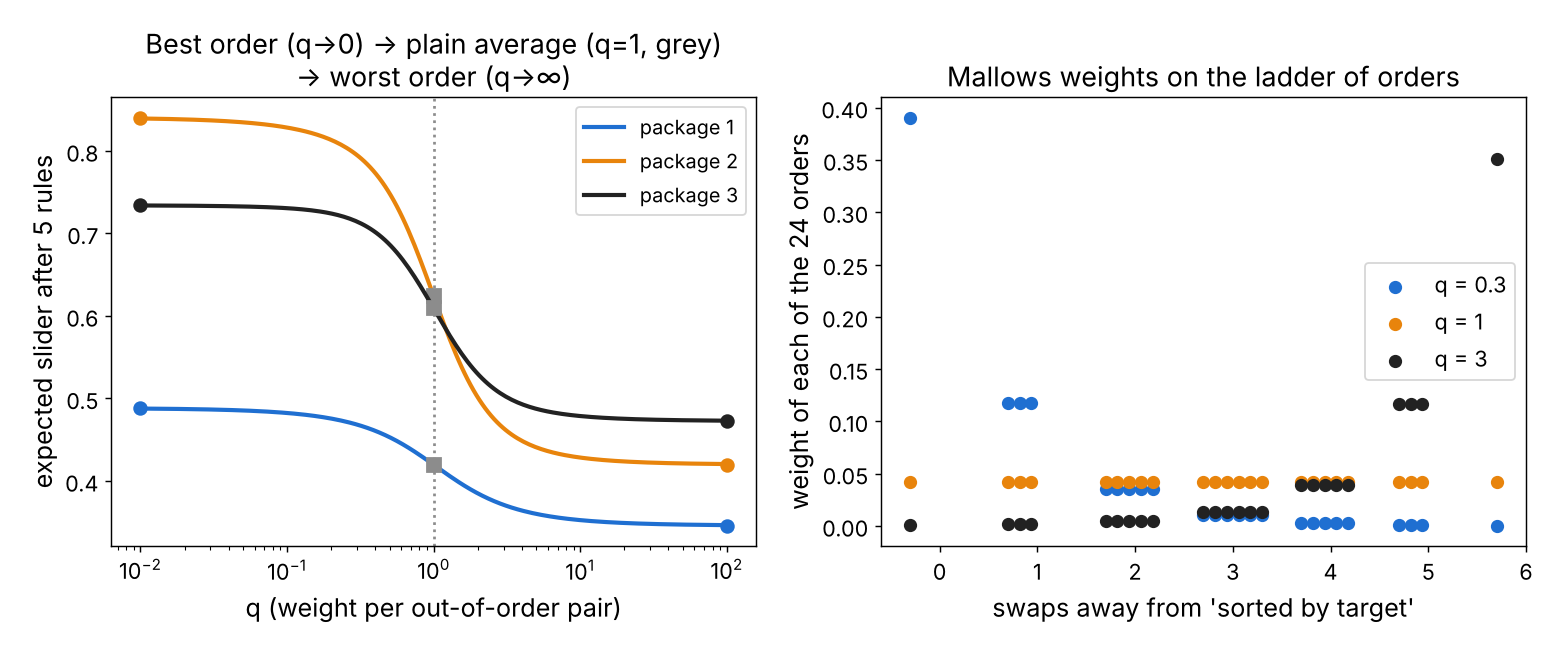 Best order (q→0) → plain average (q=1, grey)
→ worst order (q→∞)
expected slider after 5 rules
0.8
0.7
0.6
0.5
0.4
package 1
package 2
package 3
10⁻²
10⁻¹
10⁰
10¹
10²
q (weight per out-of-order pair)
Mallows weights on the ladder of orders
weight of each of the 24 orders
0.40
0.35
0.30
0.25
0.20
0.15
0.10
0.05
0.00
q = 0.3
q = 1
q = 3
0
1
2
3
4
5
6
swaps away from 'sorted by target'